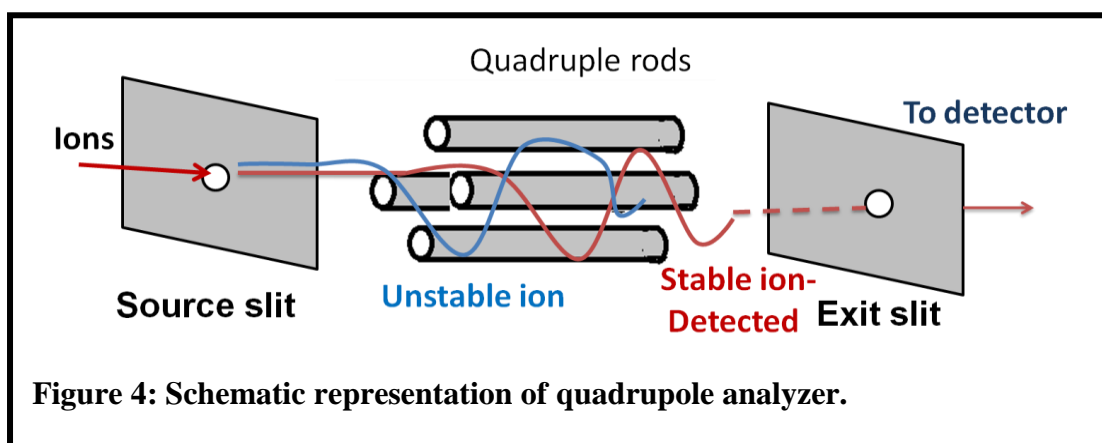 Quadruple rods
To detector
Ions
Unstable ion
Stable ion-
Detected
Source slit
Exit slit
Figure 4: Schematic representation of quadrupole analyzer.